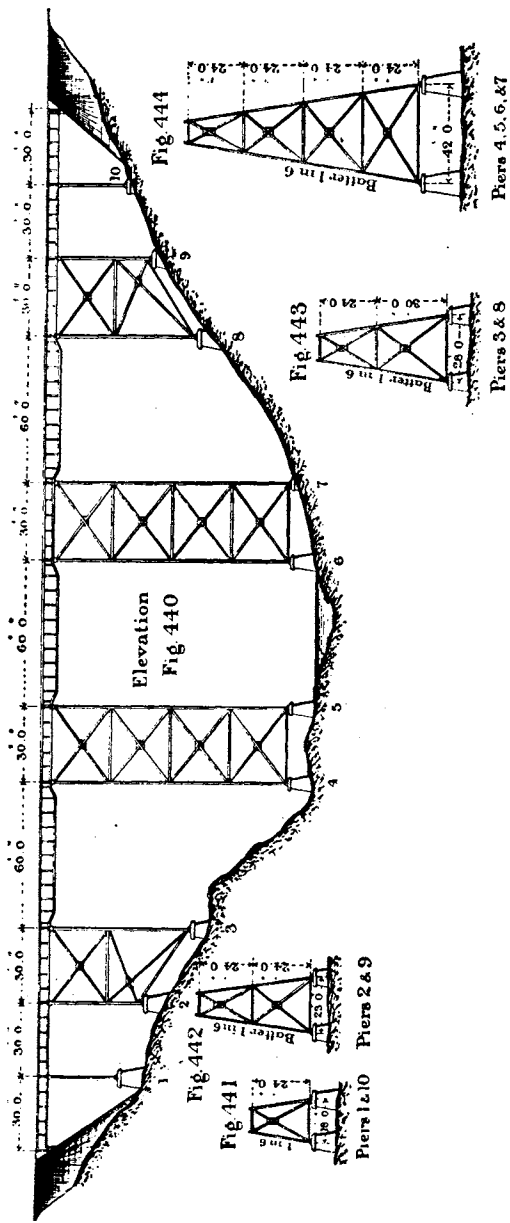 30.0 30.0 30.0 60.0 30.0 60.0 30.0 60.0 30.0 30.0 30.0
Elevation
Fig. 440
1 2 3 4 5 6 7 8 9 10
Fig. 441
1 in 6
24.0
18.0
Piers 1 & 10
Fig. 442
Batter 1 in 6
24.0
24.0
23.0
Piers 2 & 9
Fig. 443
Batter 1 in 6
24.0
30.0
28.0
Piers 3 & 8
Fig. 444
Batter 1 in 6
24.0
24.0
24.0
24.0
42.0
Piers 4, 5, 6, & 7